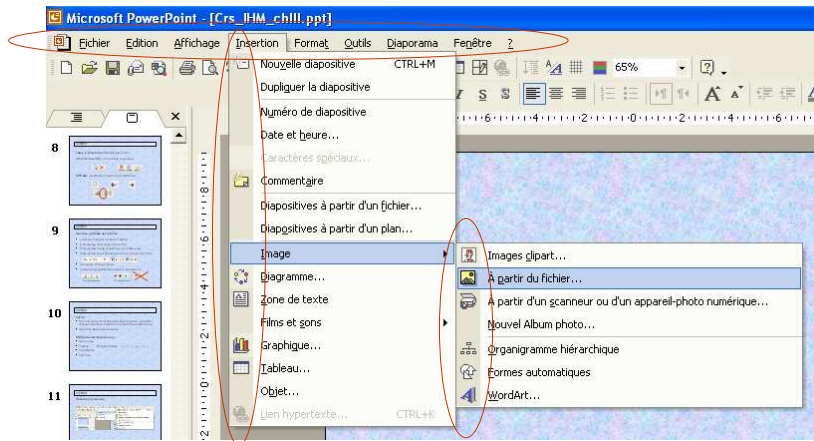 Microsoft PowerPoint - [Crs_IHM_chIII.ppt]
Fichier Edition Affichage Insertion Format Outils Diaporama Fenêtre ?
65%
Nouvelle diapositive CTRL+M
Dupliquer la diapositive
Numéro de diapositive
Date et heure...
Caractères spéciaux...
Commentaire
Diapositives à partir d'un fichier...
Diapositives à partir d'un plan...
Image
Diagramme...
Zone de texte
Films et sons
Graphique...
Tableau...
Objet...
Lien hypertexte... CTRL+K
Images clipart...
À partir du fichier...
À partir d'un scanneur ou d'un appareil-photo numérique...
Nouvel Album photo...
Organigramme hiérarchique
Formes automatiques
WordArt...
8
9
10
11